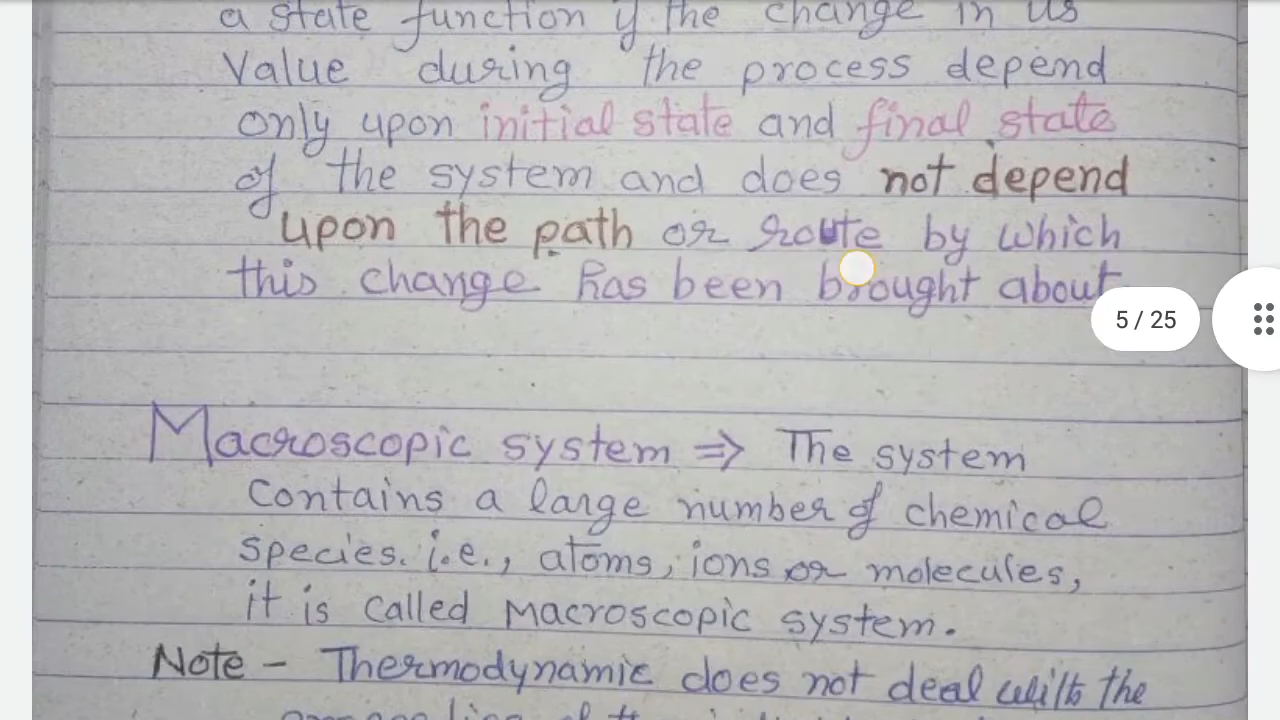 a state function if the change in its
Value during the process depend
only upon initial state and final state
of the system and does not depend
upon the path or route by which
this change has been brought about
5 / 25
Macroscopic system ⇒ The system
Contains a large number of chemical
species. i.e., atoms, ions or molecules,
it is called Macroscopic system.
Note - Thermodynamic does not deal with the